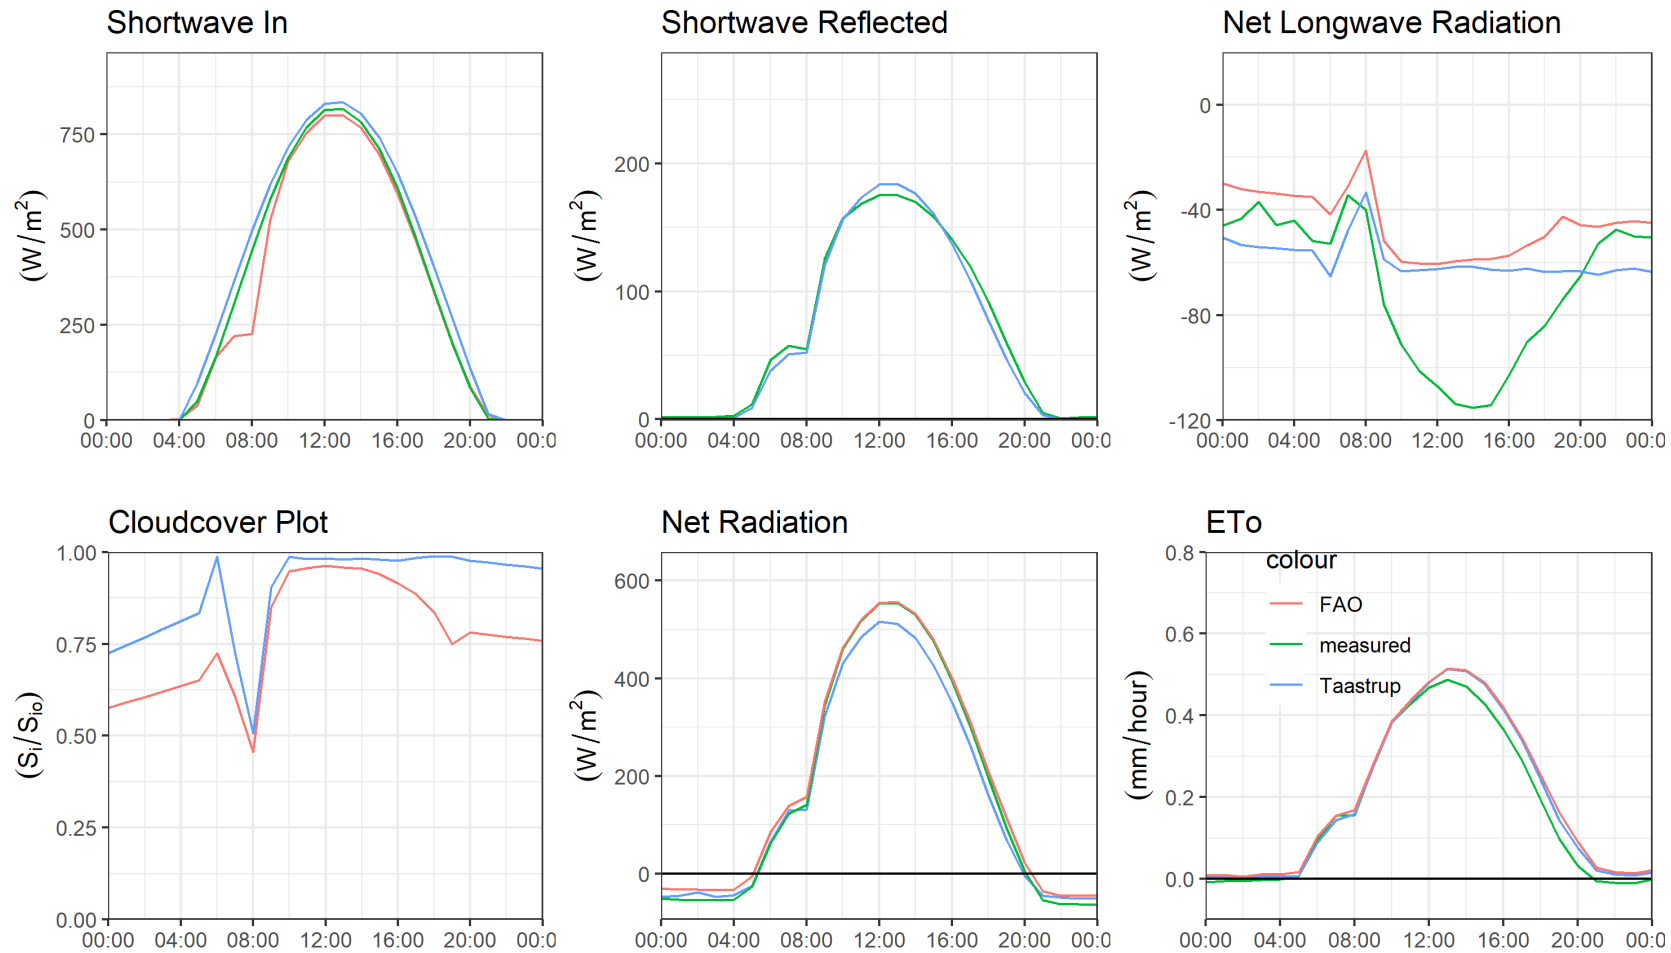 Shortwave In
Shortwave Reflected
Net Longwave Radiation
(W/m²)
750
500
250
0
00:00 04:00 08:00 12:00 16:00 20:00 00:0
(W/m²)
200
100
0
00:00 04:00 08:00 12:00 16:00 20:00 00:0
(W/m²)
0
-40
-80
-120
00:00 04:00 08:00 12:00 16:00 20:00 00:0
Cloudcover Plot
Net Radiation
ETo
(Si/Sio)
1.00
0.75
0.50
0.25
0.00
00:00 04:00 08:00 12:00 16:00 20:00 00:0
(W/m²)
600
400
200
0
00:00 04:00 08:00 12:00 16:00 20:00 00:0
(mm/hour)
0.8
0.6
0.4
0.2
0.0
colour
FAO
measured
Taastrup
00:00 04:00 08:00 12:00 16:00 20:00 00:0